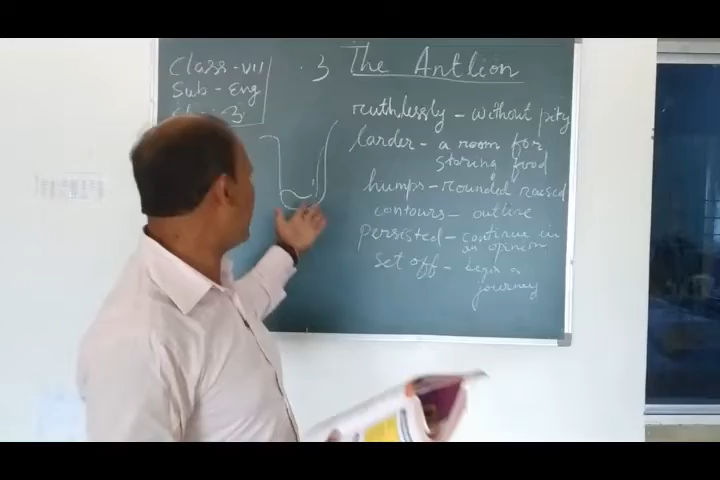 Class-VII
Sub - Eng
3
3 The Antlion
ruthlessly - without pity
larder - a room for
storing food
humps - rounded raised
contours - outline
persisted - continue in
an opinion
set off - begin a
journey